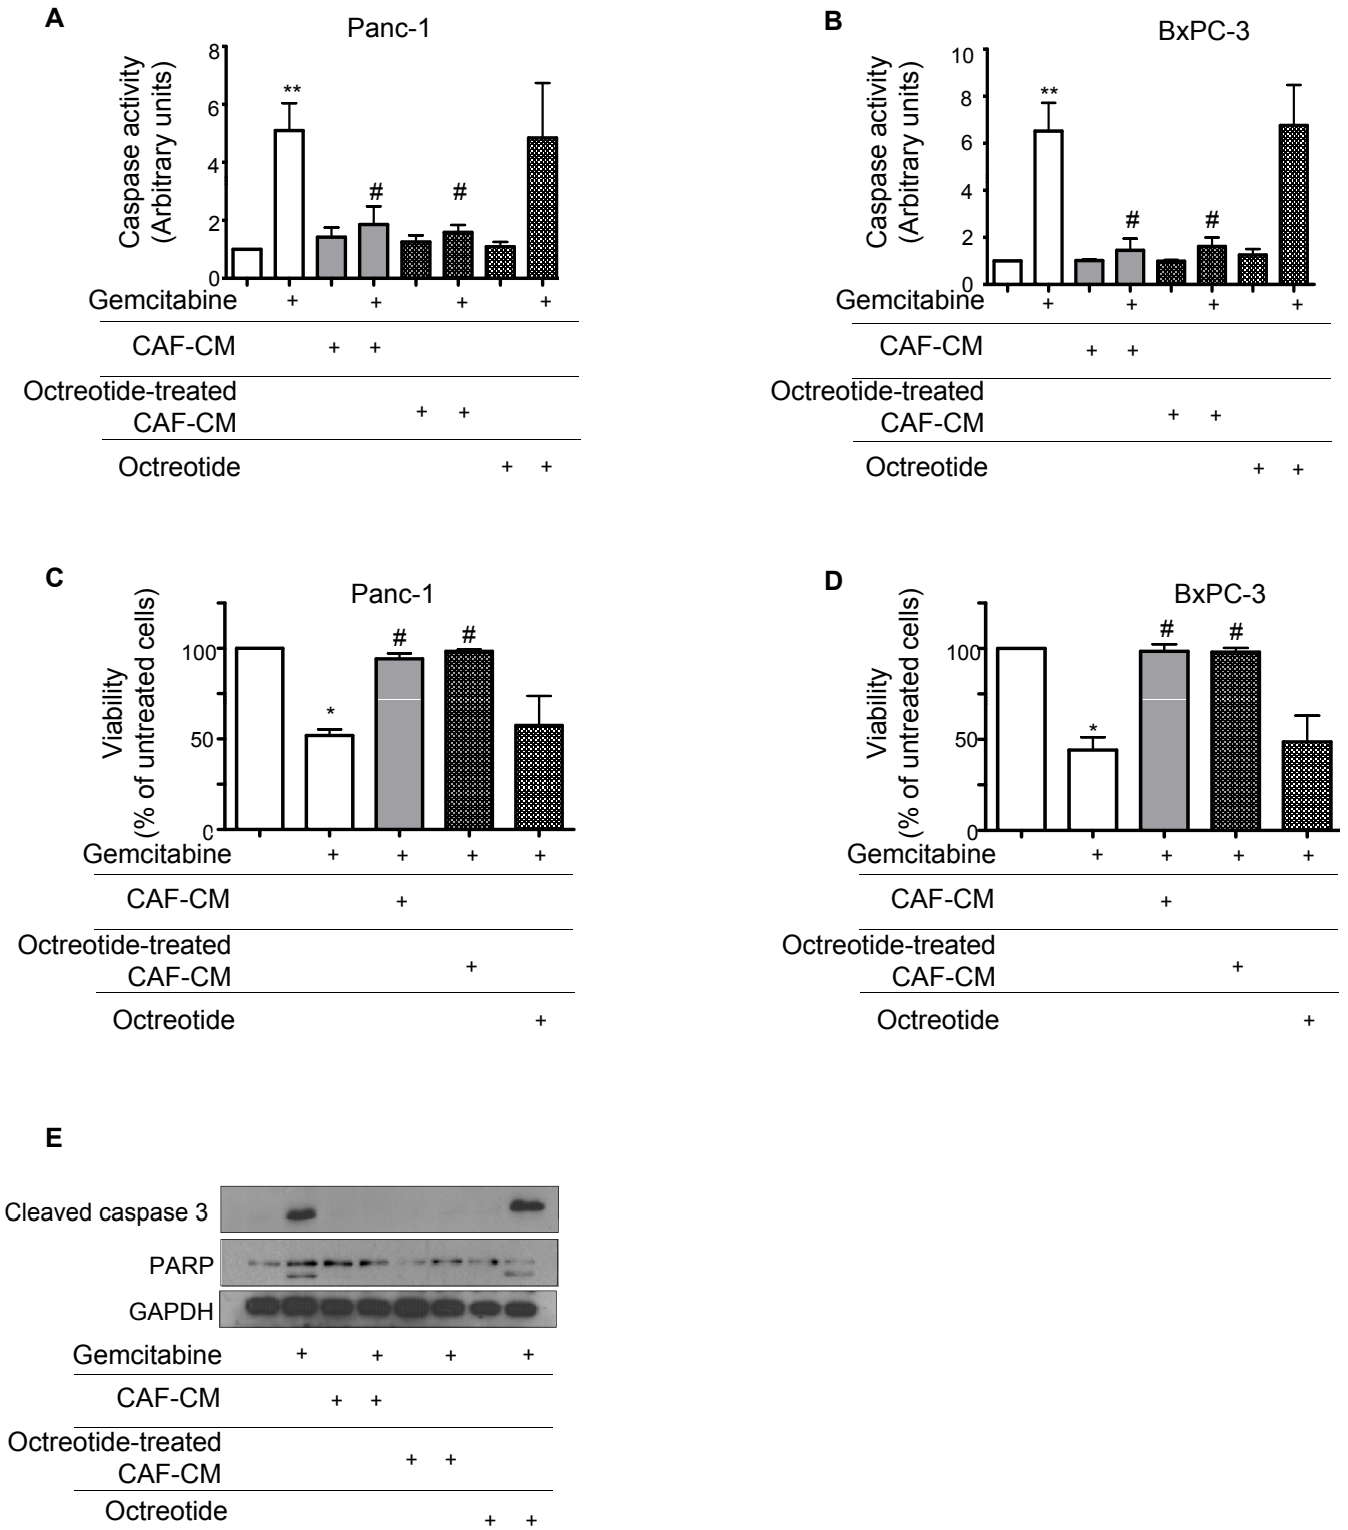 A
Panc-1
Caspase activity
(Arbitrary units)
8
6
4
2
0
**
#
#
Gemcitabine + + + +
CAF-CM + +
Octreotide-treated
CAF-CM + +
Octreotide + +
B
BxPC-3
Caspase activity
(Arbitrary units)
10
8
6
4
2
0
**
#
#
Gemcitabine + + + +
CAF-CM + +
Octreotide-treated
CAF-CM + +
Octreotide + +
C
Panc-1
Viability
(% of untreated cells)
100
50
0
*
#
#
Gemcitabine + + + +
CAF-CM +
Octreotide-treated
CAF-CM +
Octreotide +
D
BxPC-3
Viability
(% of untreated cells)
100
50
0
*
#
#
Gemcitabine + + + +
CAF-CM +
Octreotide-treated
CAF-CM +
Octreotide +
E
Cleaved caspase 3
PARP
GAPDH
Gemcitabine + + + +
CAF-CM + +
Octreotide-treated
CAF-CM + +
Octreotide + +